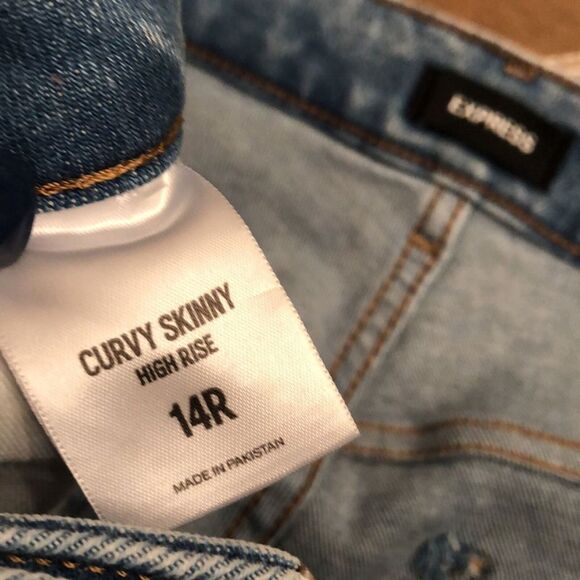 EXPRESS
CURVY SKINNY
HIGH RISE
14R
MADE IN PAKISTAN